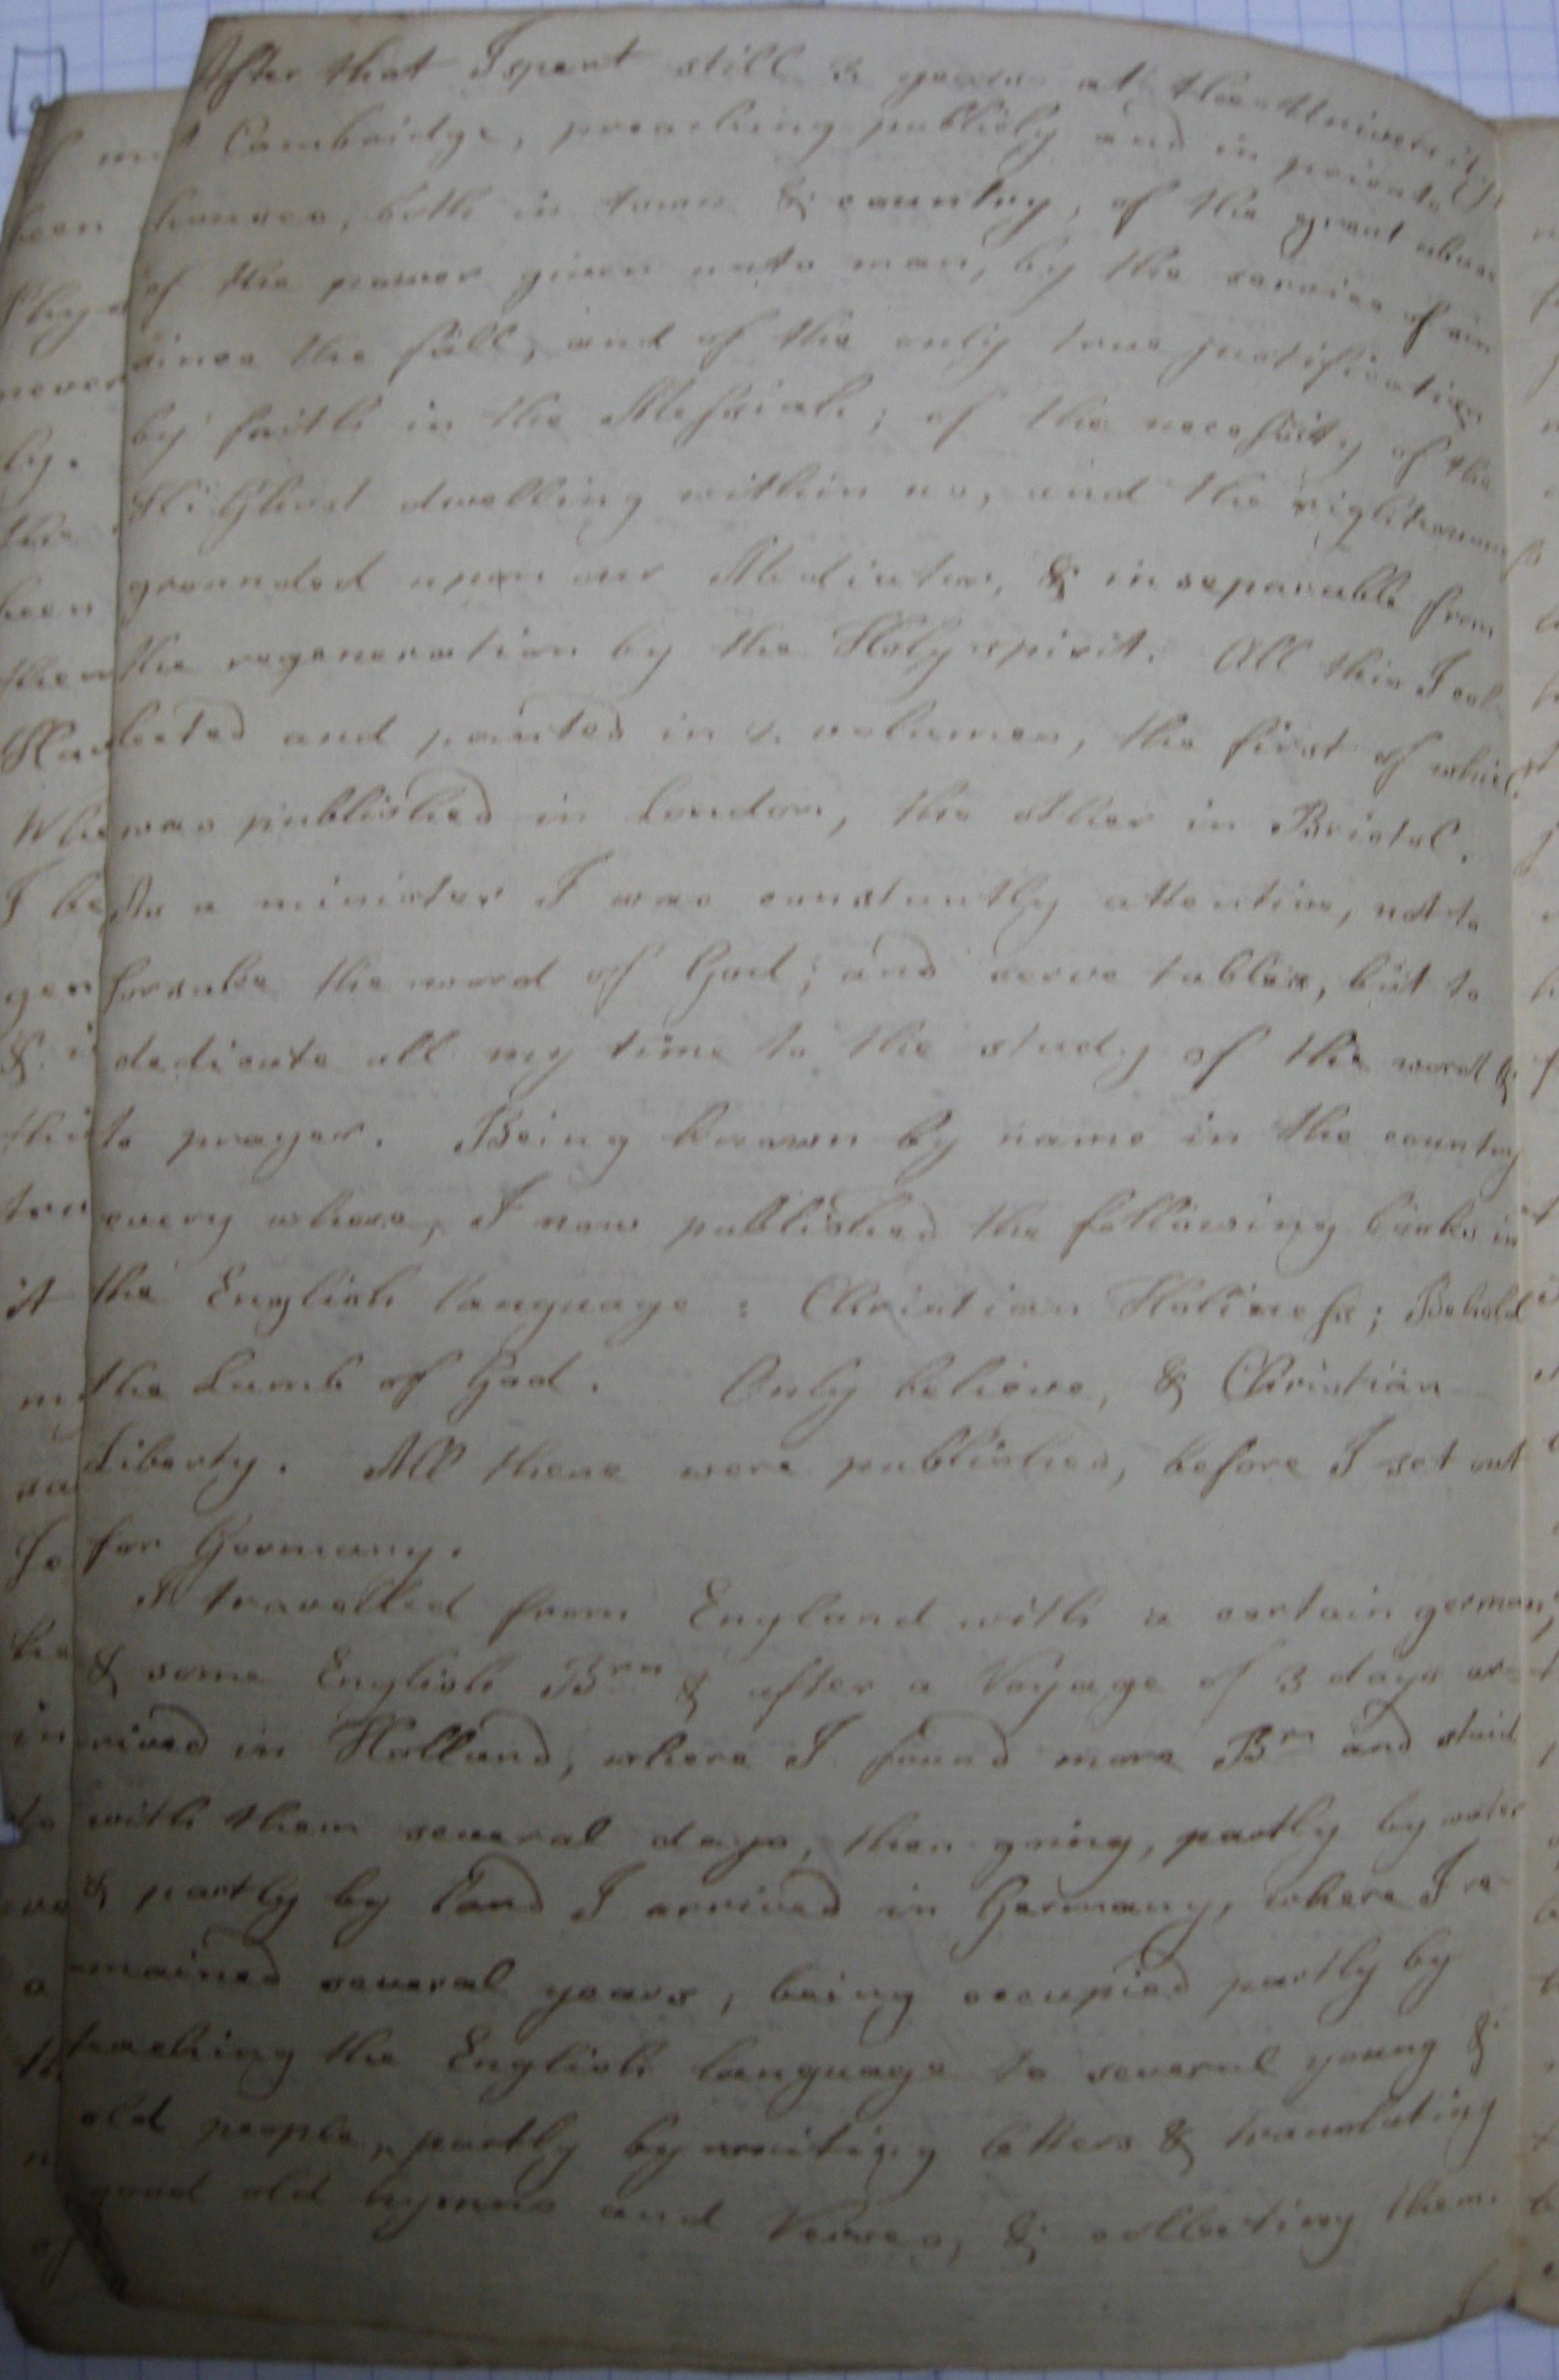 After that I spent still 3 years at the University
Cambridge, preaching publicly and in private
houses, both in town & country, of the great abuse
of the power given unto man, by the service of sin
since the fall, and of the only true justification
by faith in the Messiah; of the necessity of the
H. Ghost dwelling within us, and the righteousness
grounded upon our Mediator, & inseparable from
the regeneration by the Holy spirit. All this I col-
lected and printed in 2 volumes, the first of which
was published in London, the other in Bristol.
As a minister I was constantly attentive, not to
forsake the word of God, and serve tables, but to
dedicate all my time to the study of the word &
to prayer. Being known by name in the country
every where, I now published the following books in
the English language: Christian Holiness; Behold
the Lamb of God. Only believe, & Christian
Liberty. All these were published, before I set out
for Germany.
I travelled from England with a certain german,
& some English Brn & after a Voyage of 3 days ar-
rived in Holland, where I found more Brn and staid
with them several days, then going, partly by water
& partly by land I arrived in Germany, where I re-
mained several years, being occupied partly by
teaching the English language to several young &
old people, partly by writing letters & translating
good old hymns and Verses, & collecting them.